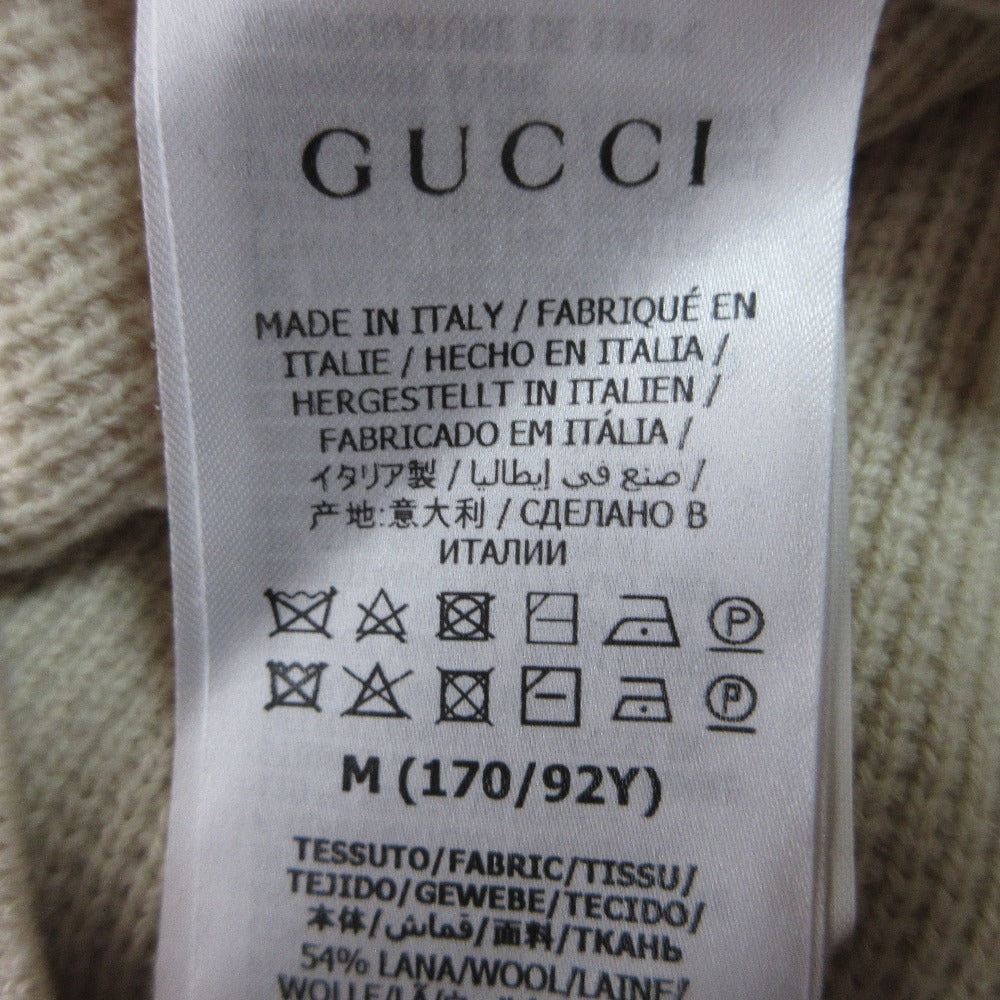 GUCCI
MADE IN ITALY / FABRIQUÉ EN
ITALIE / HECHO EN ITALIA /
HERGESTELLT IN ITALIEN /
FABRICADO EM ITÁLIA /
イタリア製 / صنع في إيطاليا /
产地:意大利 / СДЕЛАНО В
ИТАЛИИ
P
P
M (170/92Y)
TESSUTO/FABRIC/TISSU/
TEJIDO/GEWEBE/TECIDO/
本体/قماش/面料/ТКАНЬ
54% LANA/WOOL/LAINE/
WOLLE/LÃ/